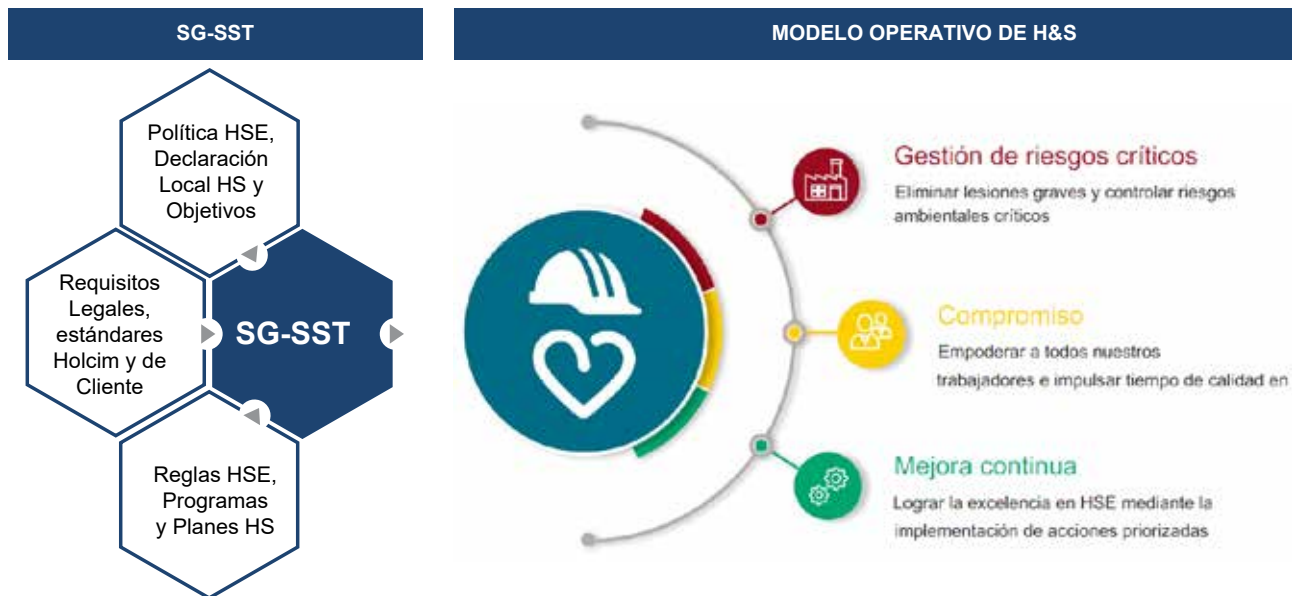 SG-SST
Política HSE,
Declaración
Local HS y
Objetivos
Requisitos
Legales,
estándares
Holcim y de
Cliente
SG-SST
Reglas HSE,
Programas
y Planes HS
MODELO OPERATIVO DE H&S
Gestión de riesgos críticos
Eliminar lesiones graves y controlar riesgos
ambientales críticos
Compromiso
Empoderar a todos nuestros
trabajadores e impulsar tiempo de calidad en
Mejora continua
Lograr la excelencia en HSE mediante la
implementación de acciones priorizadas